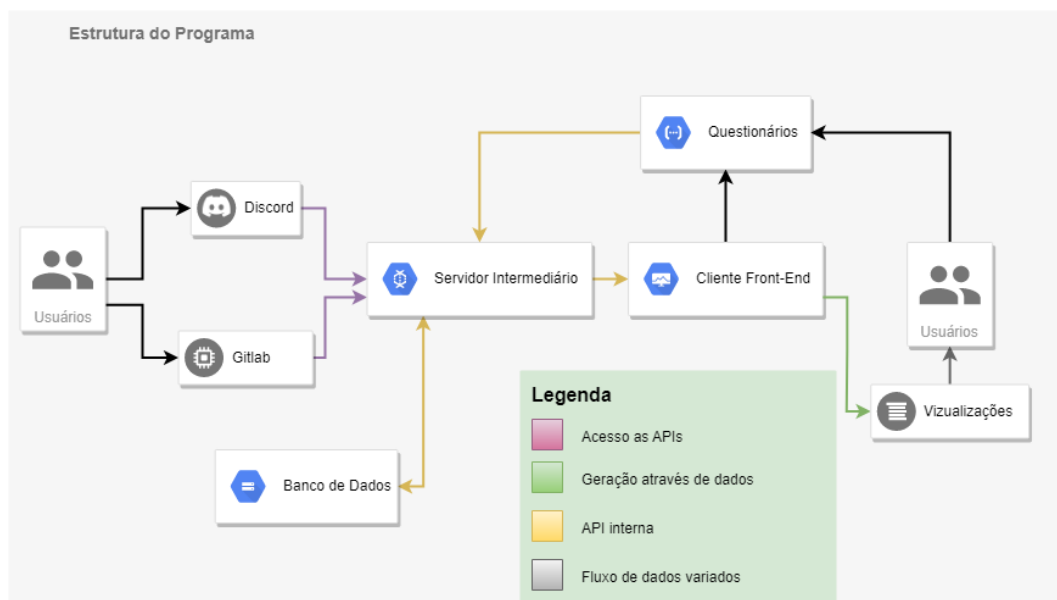 Estrutura do Programa
Questionários
Discord
Servidor Intermediário
Cliente Front-End
Usuários
Usuários
Gitlab
Vizualizações
Banco de Dados
Legenda
Acesso as APIs
Geração através de dados
API interna
Fluxo de dados variados